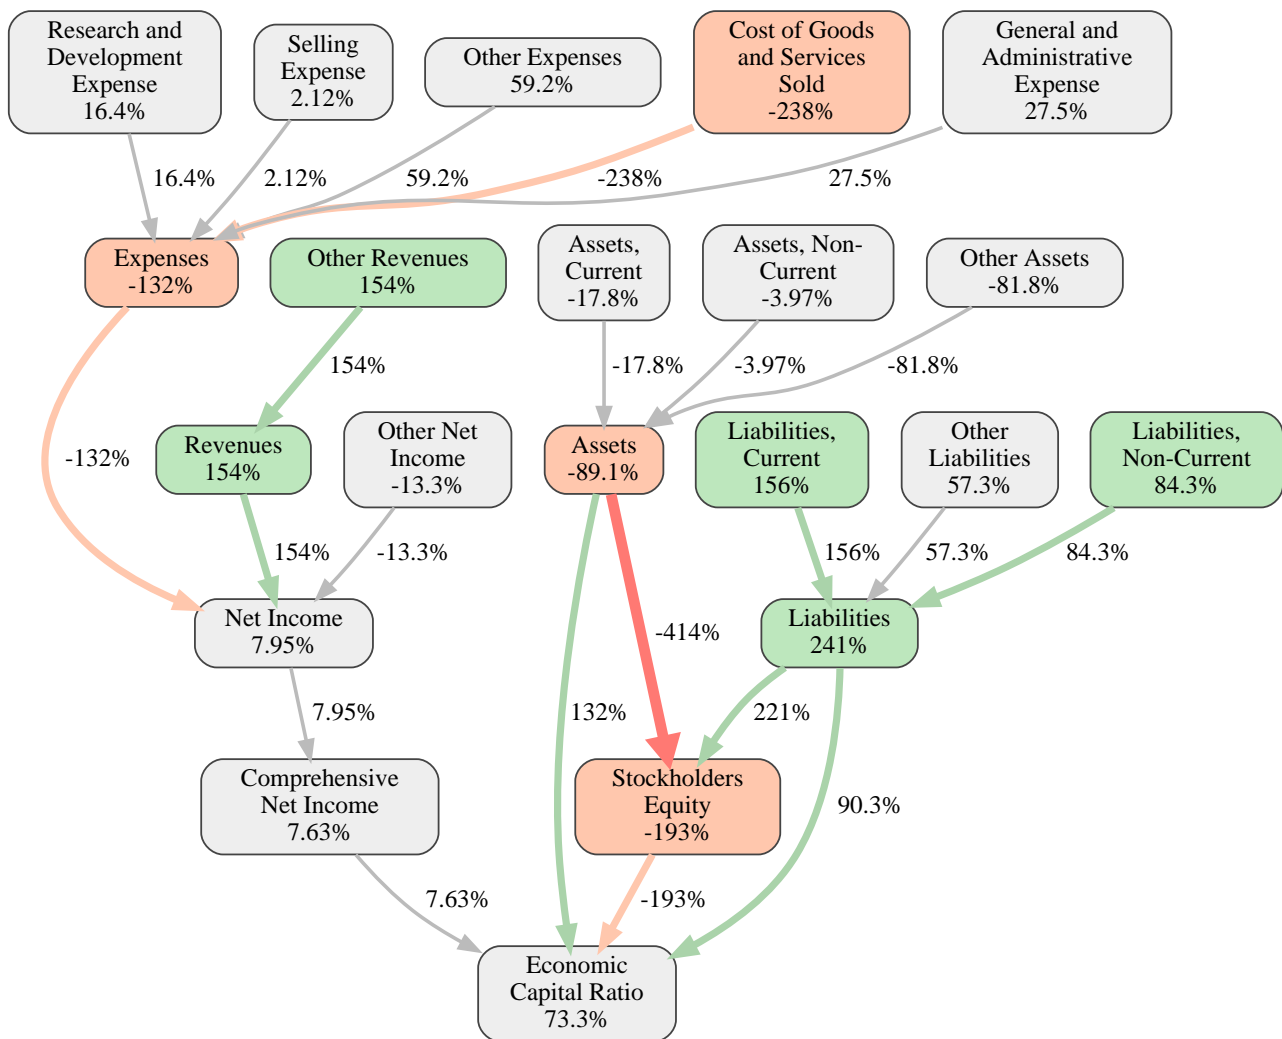 Research and
Development
Expense
16.4%
Selling
Expense
2.12%
Other Expenses
59.2%
Cost of Goods
and Services
Sold
-238%
General and
Administrative
Expense
27.5%
16.4%
2.12%
59.2%
-238%
27.5%
Expenses
-132%
Other Revenues
154%
Assets,
Current
-17.8%
Assets, Non-
Current
-3.97%
Other Assets
-81.8%
154%
-17.8%
-3.97%
-81.8%
-132%
Revenues
154%
Other Net
Income
-13.3%
Assets
-89.1%
Liabilities,
Current
156%
Other
Liabilities
57.3%
Liabilities,
Non-Current
84.3%
154%
-13.3%
156%
57.3%
84.3%
Net Income
7.95%
-414%
Liabilities
241%
7.95%
132%
221%
Comprehensive
Net Income
7.63%
Stockholders
Equity
-193%
90.3%
7.63%
-193%
Economic
Capital Ratio
73.3%